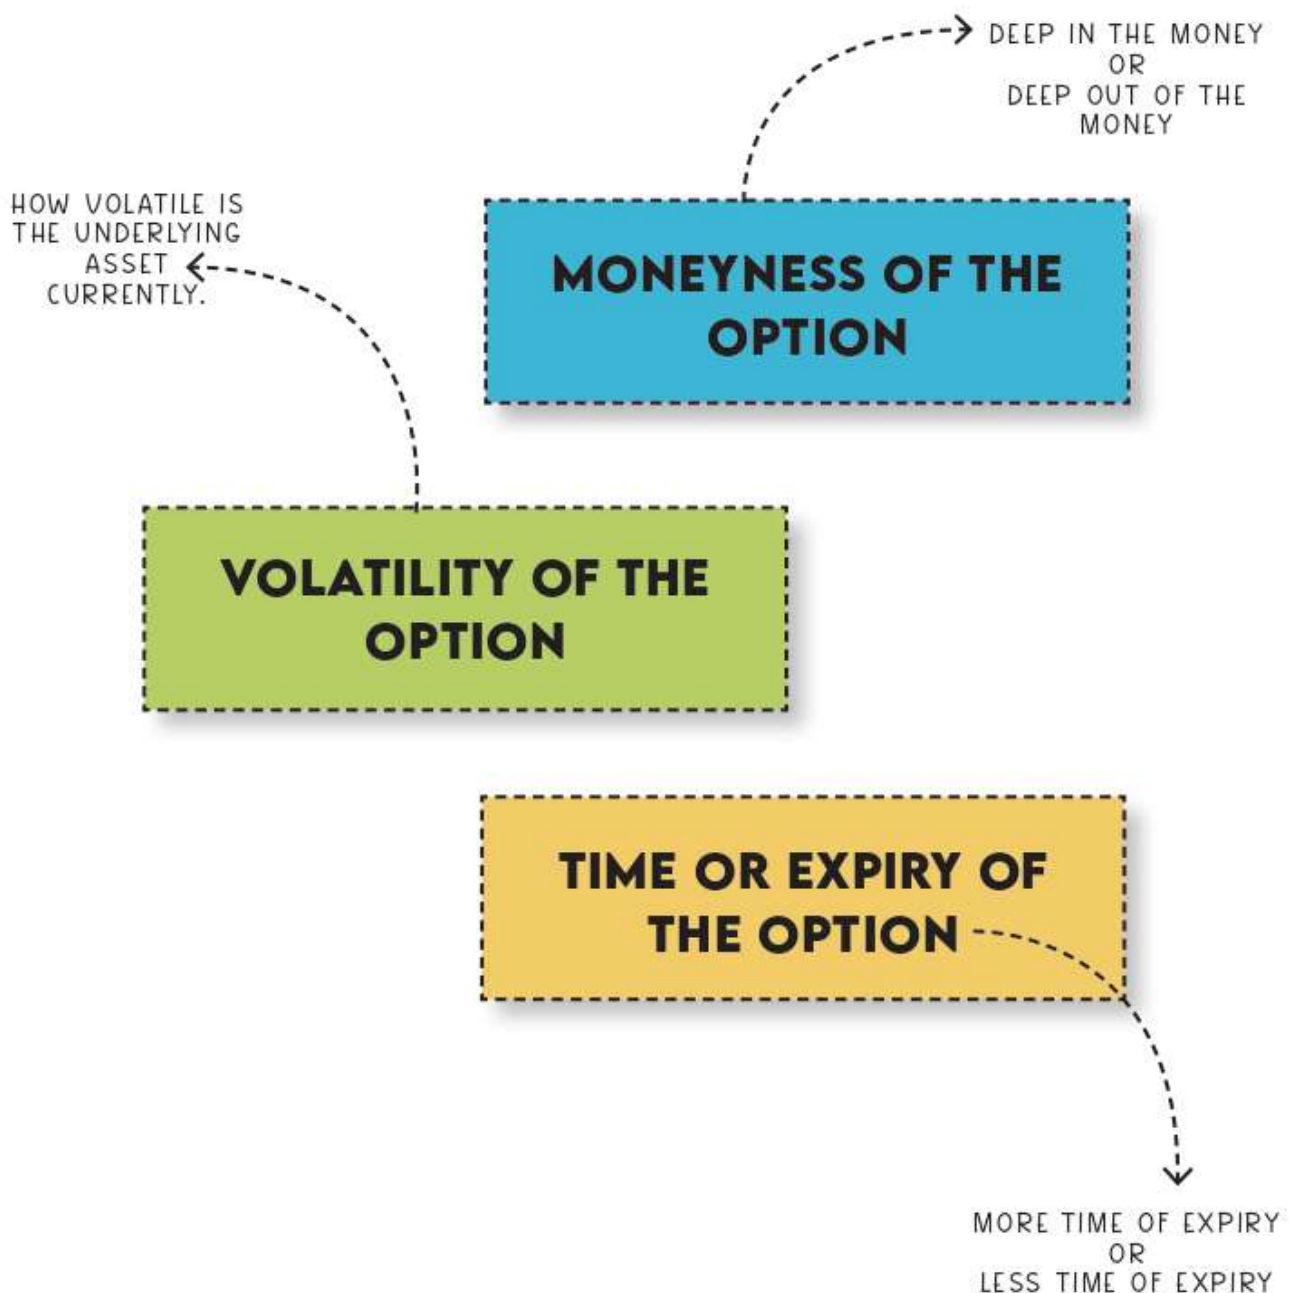 DEEP IN THE MONEY
OR
DEEP OUT OF THE
MONEY
MONEYNESS OF THE
OPTION
HOW VOLATILE IS
THE UNDERLYING
ASSET
CURRENTLY.
VOLATILITY OF THE
OPTION
TIME OR EXPIRY OF
THE OPTION
MORE TIME OF EXPIRY
OR
LESS TIME OF EXPIRY